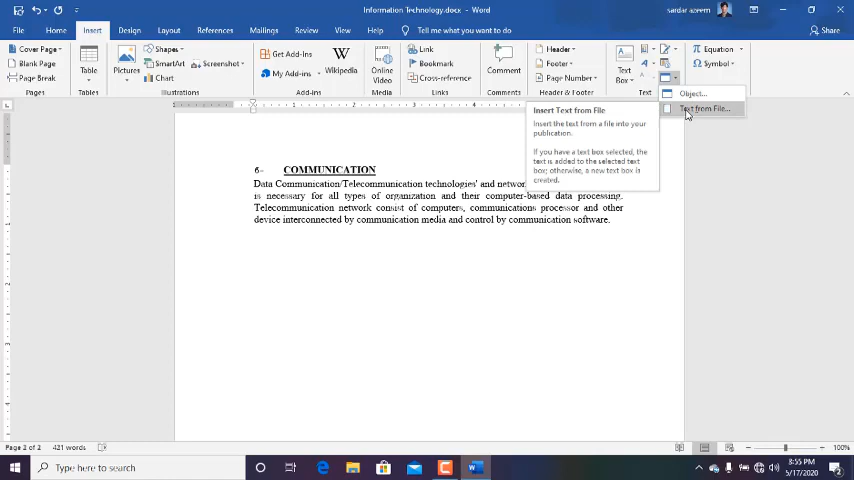 Information Technology.docx - Word
sardar azeem
File Home Insert Design Layout References Mailings Review View Help Tell me what you want to do Share
Cover Page
Blank Page
Page Break
Pages
Table
Tables
Pictures
Shapes
SmartArt
Chart
Screenshot
Illustrations
Get Add-ins
My Add-ins
Wikipedia
Add-ins
Online Video
Media
Link
Bookmark
Cross-reference
Links
Comment
Comments
Header
Footer
Page Number
Header & Footer
Text Box
Text
Equation
Symbol
Object...
Text from File...
Insert Text from File
Insert the text from a file into your
publication.
If you have a text box selected, the
text is added to the selected text
box; otherwise, a new text box is
created.
6- COMMUNICATION
Data Communication/Telecommunication technologies' and netwo
is necessary for all types of organization and their computer-based data processing.
Telecommunication network consist of computers, communications processor and other
device interconnected by communication media and control by communication software.
Page 2 of 2 421 words
100%
Type here to search
8:55 PM
5/17/2020
2